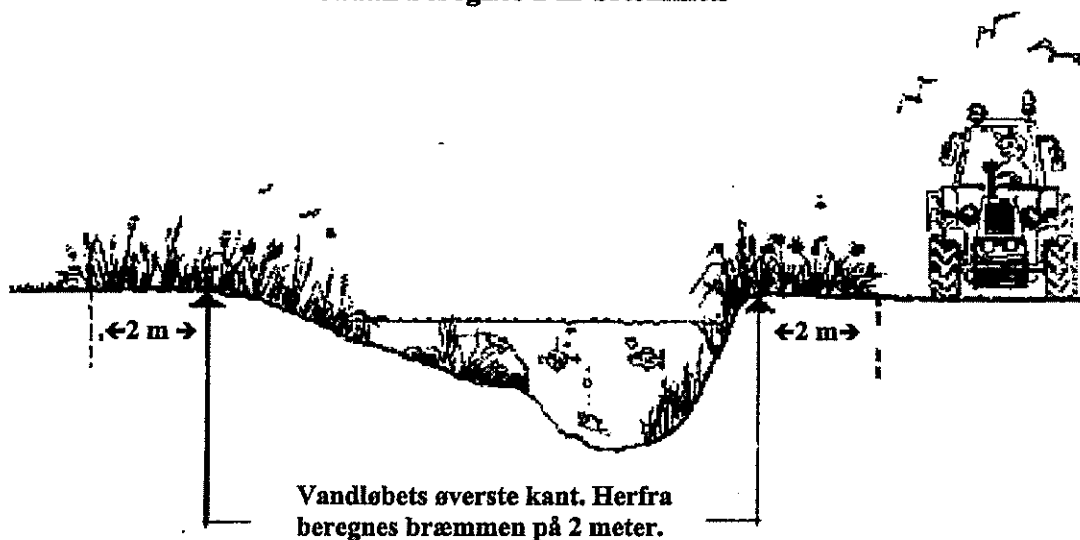 ←2 m →
←2 m→
Vandløbets øverste kant. Herfra
beregnes bræmmen på 2 meter.